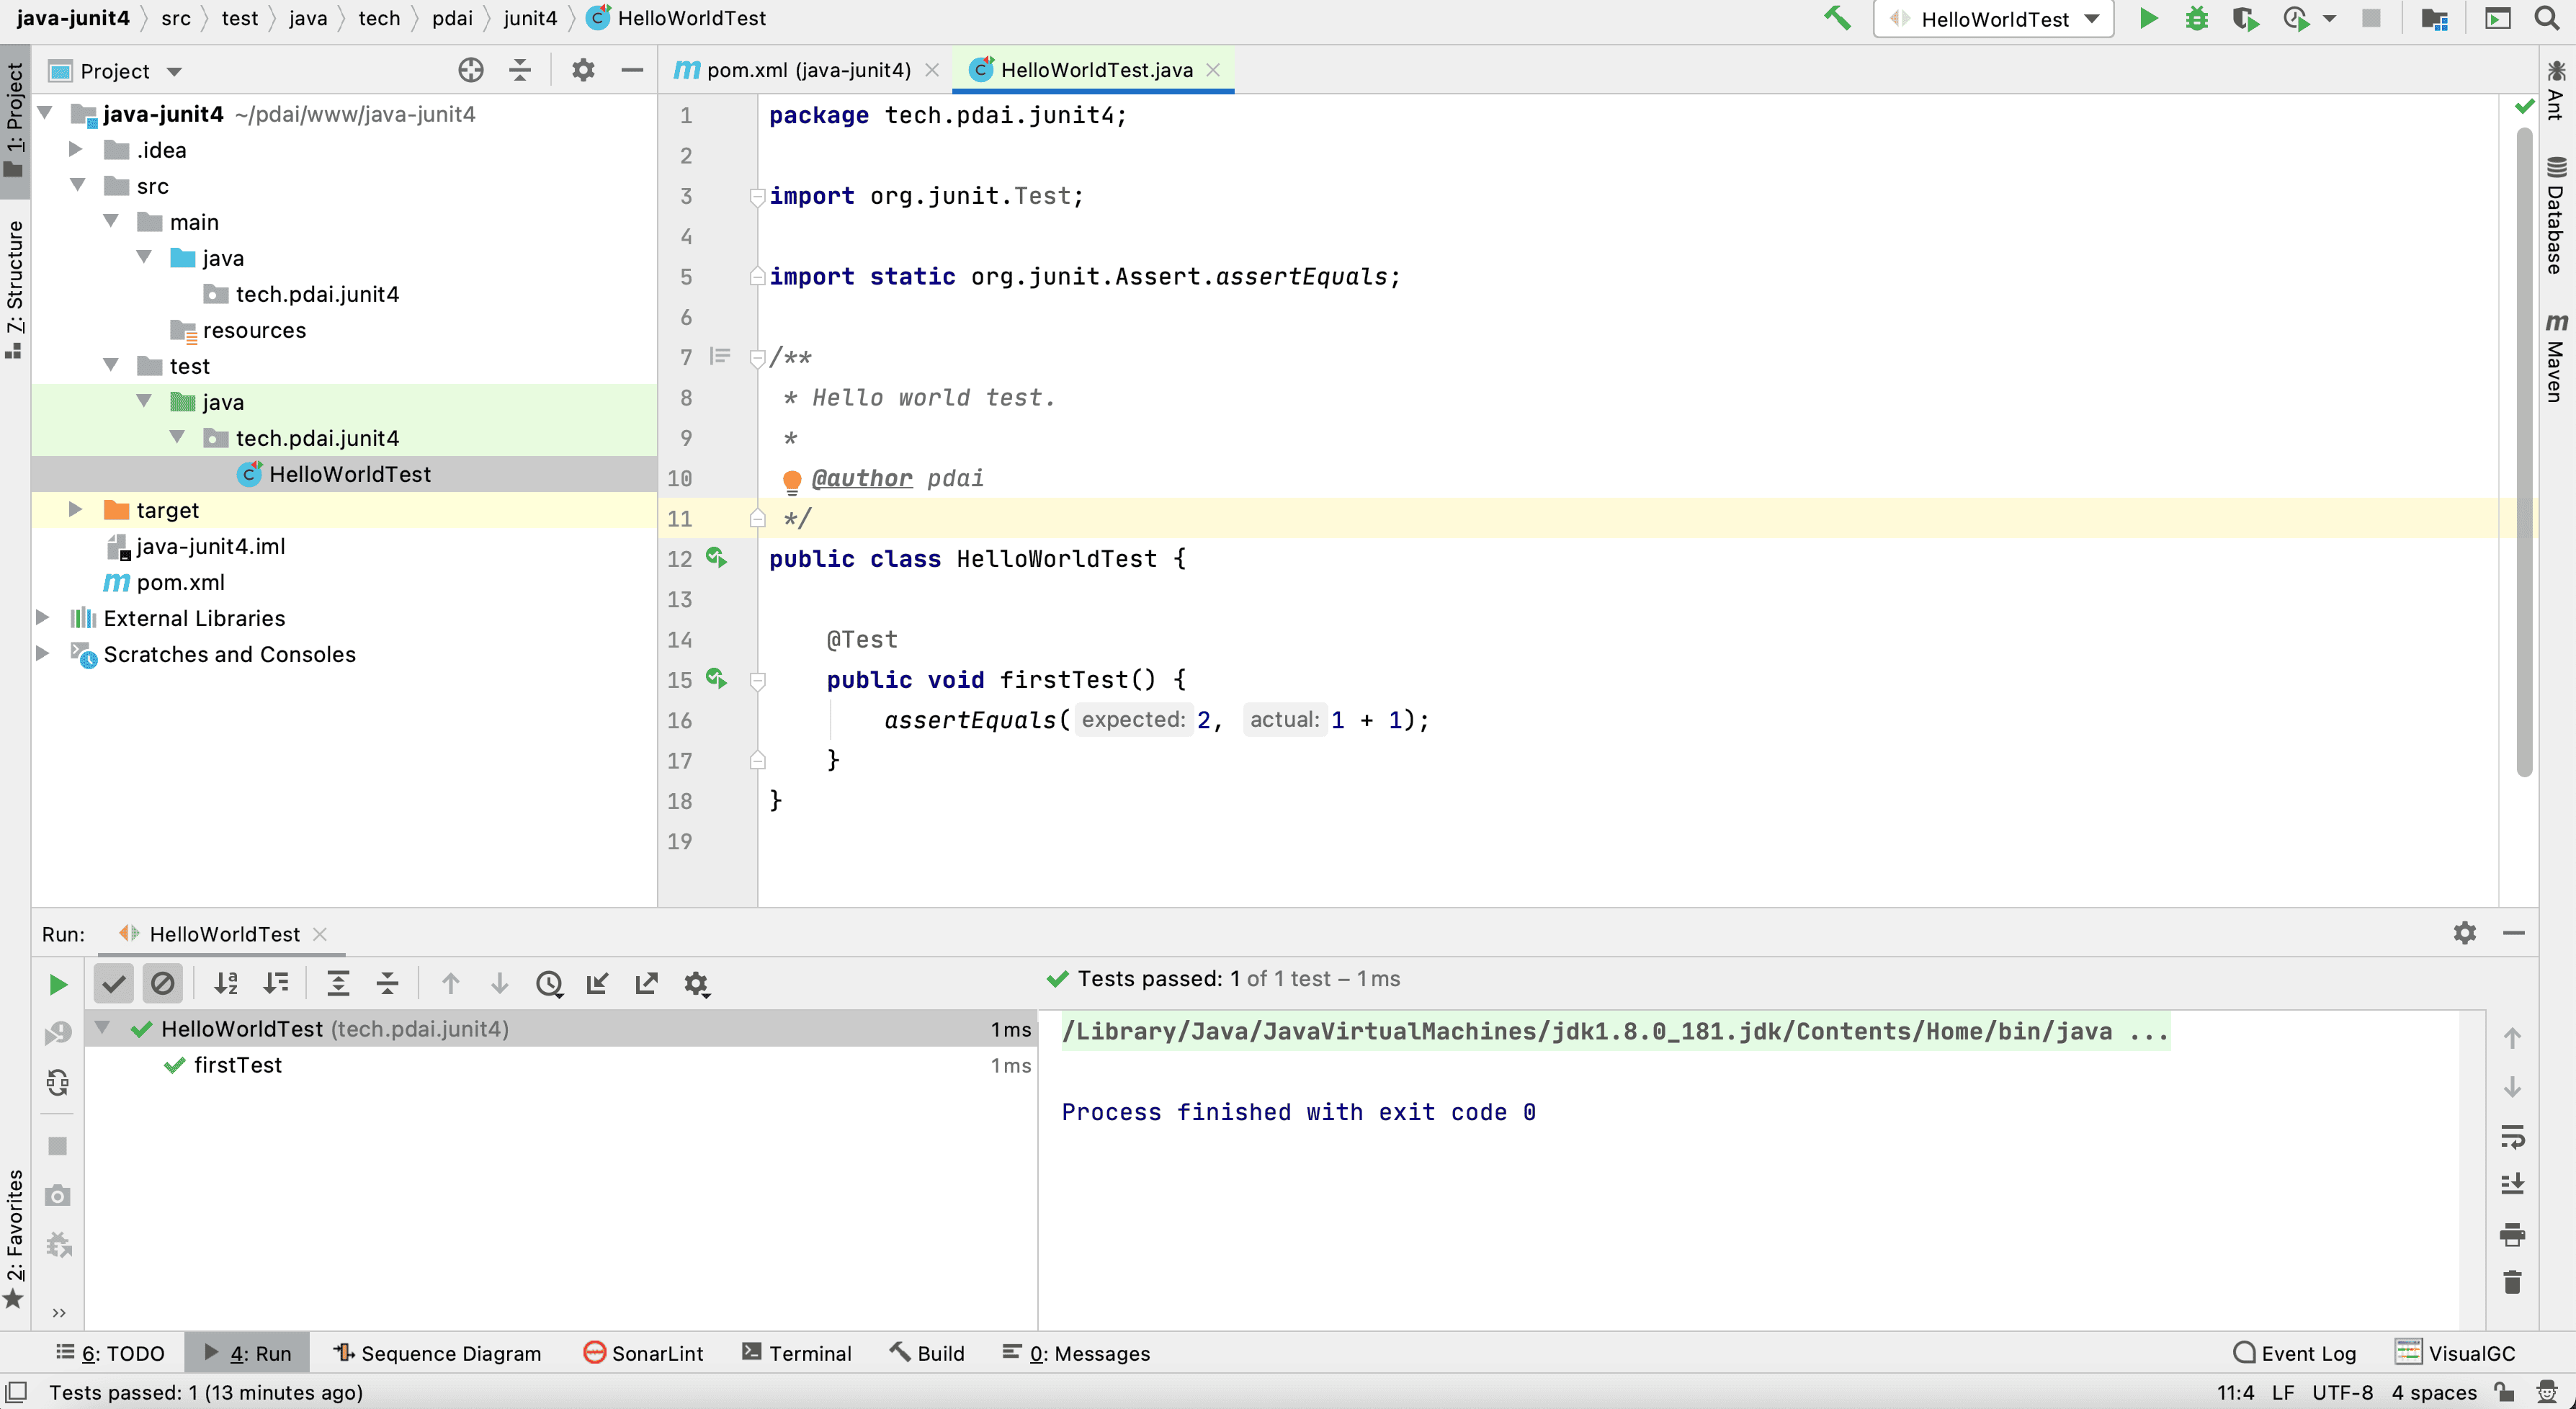 java-junit4 src test java tech pdai junit4 HelloWorldTest
HelloWorldTest
1: Project
7: Structure
2: Favorites
Project
java-junit4 ~/pdai/www/java-junit4
.idea
src
main
java
tech.pdai.junit4
resources
test
java
tech.pdai.junit4
HelloWorldTest
target
java-junit4.iml
pom.xml
External Libraries
Scratches and Consoles
pom.xml (java-junit4) HelloWorldTest.java
1 package tech.pdai.junit4;
2
3 import org.junit.Test;
4
5 import static org.junit.Assert.assertEquals;
6
7 /**
8 * Hello world test.
9 *
10 @author pdai
11 */
12 public class HelloWorldTest {
13
14 @Test
15 public void firstTest() {
16 assertEquals( expected: 2, actual: 1 + 1);
17 }
18 }
19
Ant
Database
Maven
Run: HelloWorldTest
Tests passed: 1 of 1 test – 1 ms
HelloWorldTest (tech.pdai.junit4) 1 ms
firstTest 1 ms
/Library/Java/JavaVirtualMachines/jdk1.8.0_181.jdk/Contents/Home/bin/java ...
Process finished with exit code 0
6: TODO 4: Run Sequence Diagram SonarLint Terminal Build 0: Messages Event Log VisualGC
Tests passed: 1 (13 minutes ago) 11:4 LF UTF-8 4 spaces